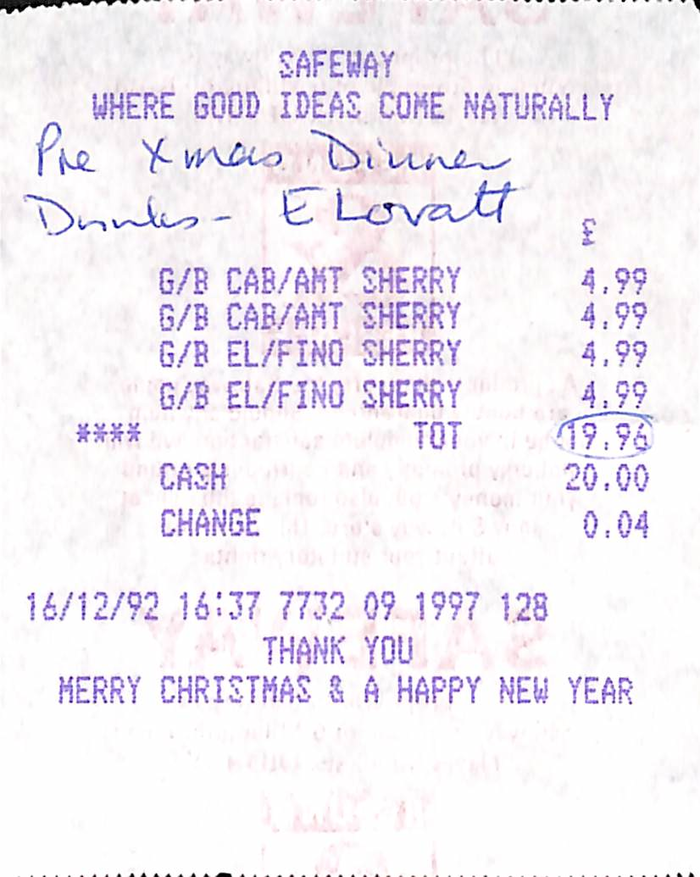 SAFEWAY
WHERE GOOD IDEAS COME NATURALLY
Pre Xmas Dinner
Drinks - E Lovatt
£
G/B CAB/AMT SHERRY 4.99
G/B CAB/AMT SHERRY 4.99
G/B EL/FINO SHERRY 4.99
G/B EL/FINO SHERRY 4.99
**** TOT 19.96
CASH 20.00
CHANGE 0.04
16/12/92 16:37 7732 09 1997 128
THANK YOU
MERRY CHRISTMAS & A HAPPY NEW YEAR